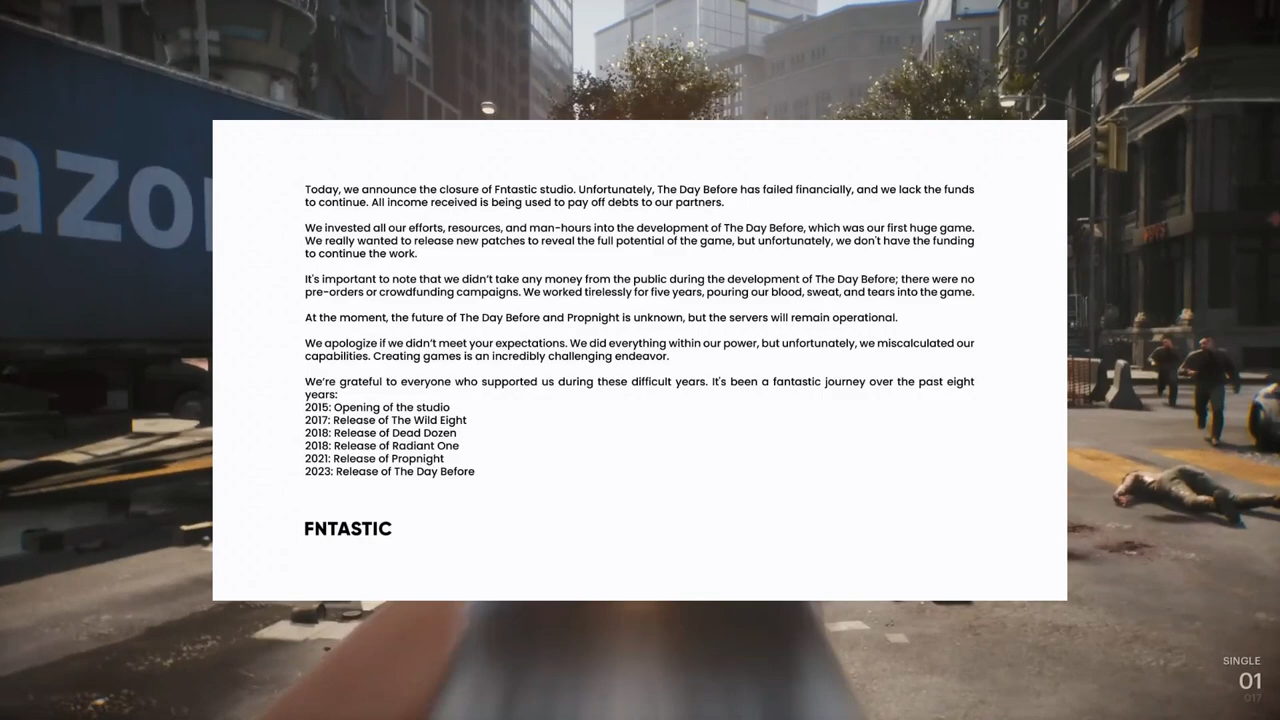 azon
GRAD
Today, we announce the closure of Fntastic studio. Unfortunately, The Day Before has failed financially, and we lack the funds
to continue. All income received is being used to pay off debts to our partners.
We invested all our efforts, resources, and man-hours into the development of The Day Before, which was our first huge game.
We really wanted to release new patches to reveal the full potential of the game, but unfortunately, we don't have the funding
to continue the work.
It's important to note that we didn’t take any money from the public during the development of The Day Before; there were no
pre-orders or crowdfunding campaigns. We worked tirelessly for five years, pouring our blood, sweat, and tears into the game.
At the moment, the future of The Day Before and Propnight is unknown, but the servers will remain operational.
We apologize if we didn’t meet your expectations. We did everything within our power, but unfortunately, we miscalculated our
capabilities. Creating games is an incredibly challenging endeavor.
We’re grateful to everyone who supported us during these difficult years. It's been a fantastic journey over the past eight
years:
2015: Opening of the studio
2017: Release of The Wild Eight
2018: Release of Dead Dozen
2018: Release of Radiant One
2021: Release of Propnight
2023: Release of The Day Before
FNTASTIC
SINGLE
01
017